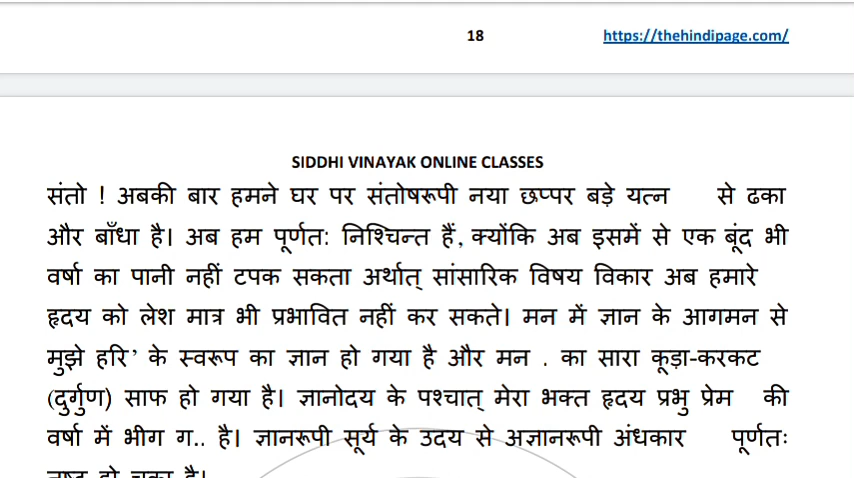 18 https://thehindipage.com/
SIDDHI VINAYAK ONLINE CLASSES
संतो ! अबकी बार हमने घर पर संतोषरूपी नया छप्पर बड़े यत्न से ढका
और बाँधा है। अब हम पूर्णत: निश्चिन्त हैं, क्योंकि अब इसमें से एक बूंद भी
वर्षा का पानी नहीं टपक सकता अर्थात् सांसारिक विषय विकार अब हमारे
हृदय को लेश मात्र भी प्रभावित नहीं कर सकते। मन में ज्ञान के आगमन से
मुझे हरि’ के स्वरूप का ज्ञान हो गया है और मन . का सारा कूड़ा-करकट
(दुर्गुण) साफ हो गया है। ज्ञानोदय के पश्चात् मेरा भक्त हृदय प्रभु प्रेम की
वर्षा में भीग ग.. है। ज्ञानरूपी सूर्य के उदय से अज्ञानरूपी अंधकार पूर्णतः